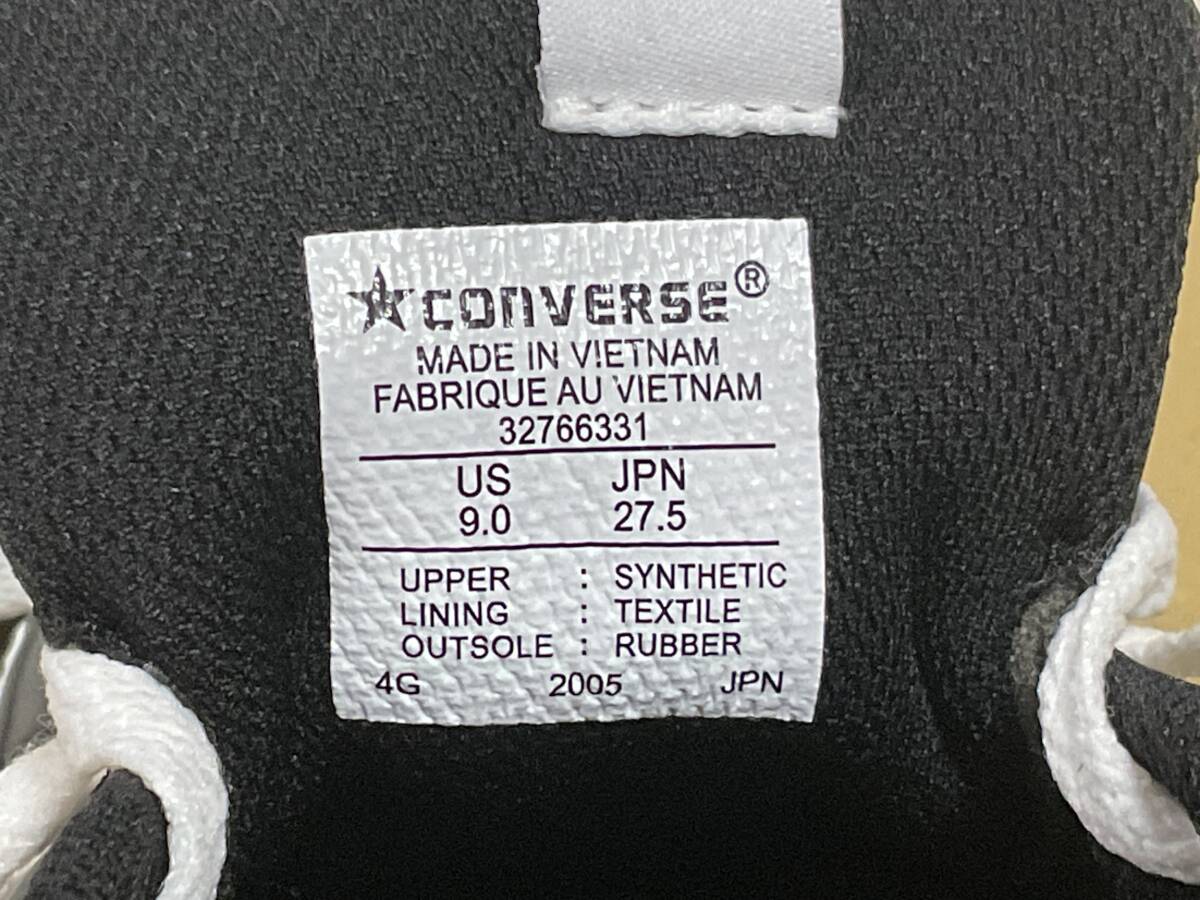 CONVERSE®
MADE IN VIETNAM
FABRIQUE AU VIETNAM
32766331
US JPN
9.0 27.5
UPPER : SYNTHETIC
LINING : TEXTILE
OUTSOLE : RUBBER
4G 2005 JPN